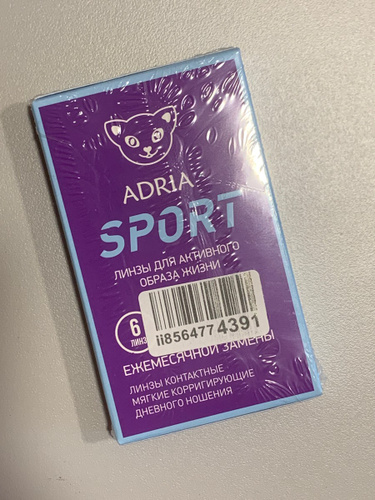 ADRIA
SPORT
ЛИНЗЫ ДЛЯ АКТИВНОГО
ОБРАЗА ЖИЗНИ
6
ii8564774391
ЕЖЕМЕСЯЧНОЙ ЗАМЕНЫ
ЛИНЗЫ КОНТАКТНЫЕ
МЯГКИЕ КОРРИГИРУЮЩИЕ
ДНЕВНОГО НОШЕНИЯ